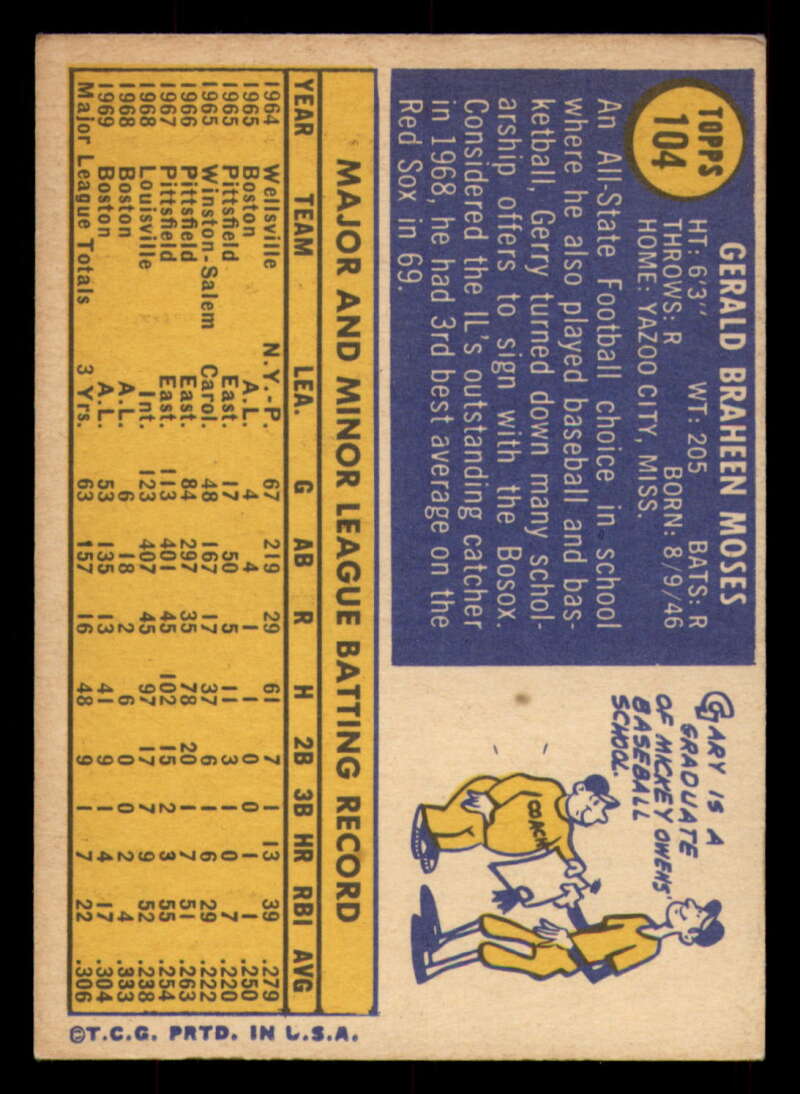 TOPPS
104
GERALD BRAHEEN MOSES
HT: 6'3" WT: 205 BATS: R
THROWS: R BORN: 8/9/46
HOME: YAZOO CITY, MISS.
An All-State Football choice in school
where he also played baseball and bas-
ketball, Gerry turned down many schol-
arship offers to sign with the Bosox.
Considered the IL's outstanding catcher
in 1968, he had 3rd best average on the
Red Sox in 69.
GARY IS A
GRADUATE
OF MICKEY OWENS'
BASEBALL
SCHOOL.
COACH
MAJOR AND MINOR LEAGUE BATTING RECORD
YEAR TEAM LEA. G AB R H 2B 3B HR RBI AVG
1964 Wellsville N.Y.-P. 67 219 29 61 7 1 13 39 .279
1965 Boston A.L. 4 4 1 1 0 0 1 1 .250
1965 Pittsfield East. 17 50 5 11 3 1 0 7 .220
1965 Winston-Salem Carol. 48 167 17 37 6 1 6 29 .222
1966 Pittsfield East. 84 297 35 78 20 1 7 51 .263
1967 Pittsfield East. 113 401 45 102 15 2 3 55 .254
1968 Louisville Int. 123 407 45 97 17 7 9 52 .238
1968 Boston A.L. 6 18 2 6 0 0 2 4 .333
1969 Boston A.L. 53 135 13 41 9 1 4 17 .304
Major League Totals 3 Yrs. 63 157 16 48 9 1 7 22 .306
©T.C.G. PRTD. IN U.S.A.